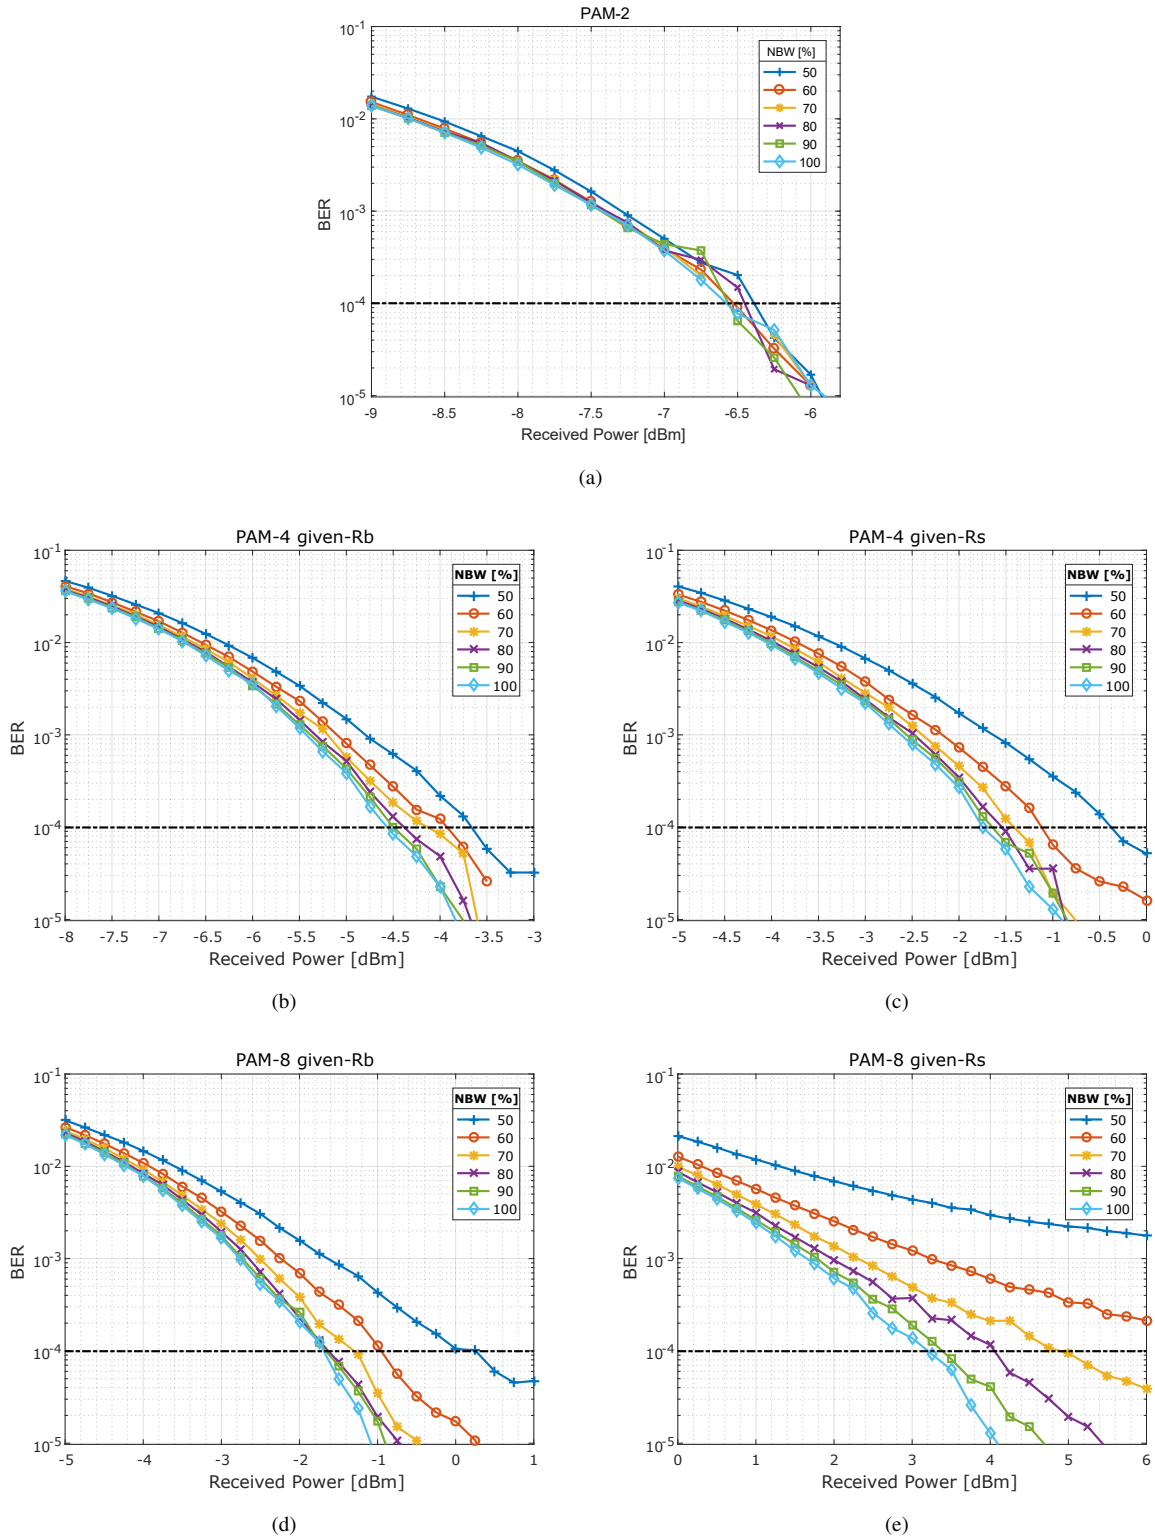 PAM-2
10^-1
10^-2
10^-3
10^-4
10^-5
BER
NBW [%]
50
60
70
80
90
100
-9 -8.5 -8 -7.5 -7 -6.5 -6
Received Power [dBm]
(a)
PAM-4 given-Rb
10^-1
10^-2
10^-3
10^-4
10^-5
BER
NBW [%]
50
60
70
80
90
100
-8 -7.5 -7 -6.5 -6 -5.5 -5 -4.5 -4 -3.5 -3
Received Power [dBm]
(b)
PAM-4 given-Rs
10^-1
10^-2
10^-3
10^-4
10^-5
BER
NBW [%]
50
60
70
80
90
100
-5 -4.5 -4 -3.5 -3 -2.5 -2 -1.5 -1 -0.5 0
Received Power [dBm]
(c)
PAM-8 given-Rb
10^-1
10^-2
10^-3
10^-4
10^-5
BER
NBW [%]
50
60
70
80
90
100
-5 -4 -3 -2 -1 0 1
Received Power [dBm]
(d)
PAM-8 given-Rs
10^-1
10^-2
10^-3
10^-4
10^-5
BER
NBW [%]
50
60
70
80
90
100
0 1 2 3 4 5 6
Received Power [dBm]
(e)